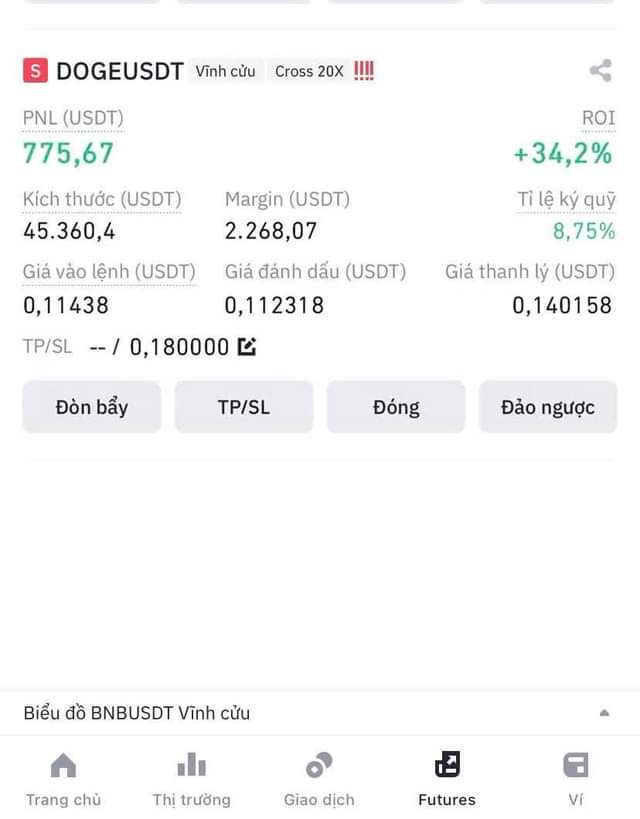 S DOGEUSDT Vĩnh cửu Cross 20X !!!!
PNL (USDT) ROI
775,67 +34,2%
Kích thước (USDT) Margin (USDT) Tỉ lệ ký quỹ
45.360,4 2.268,07 8,75%
Giá vào lệnh (USDT) Giá đánh dấu (USDT) Giá thanh lý (USDT)
0,11438 0,112318 0,140158
TP/SL -- / 0,180000
Đòn bẩy TP/SL Đóng Đảo ngược
Biểu đồ BNBUSDT Vĩnh cửu
Trang chủ Thị trường Giao dịch Futures Ví